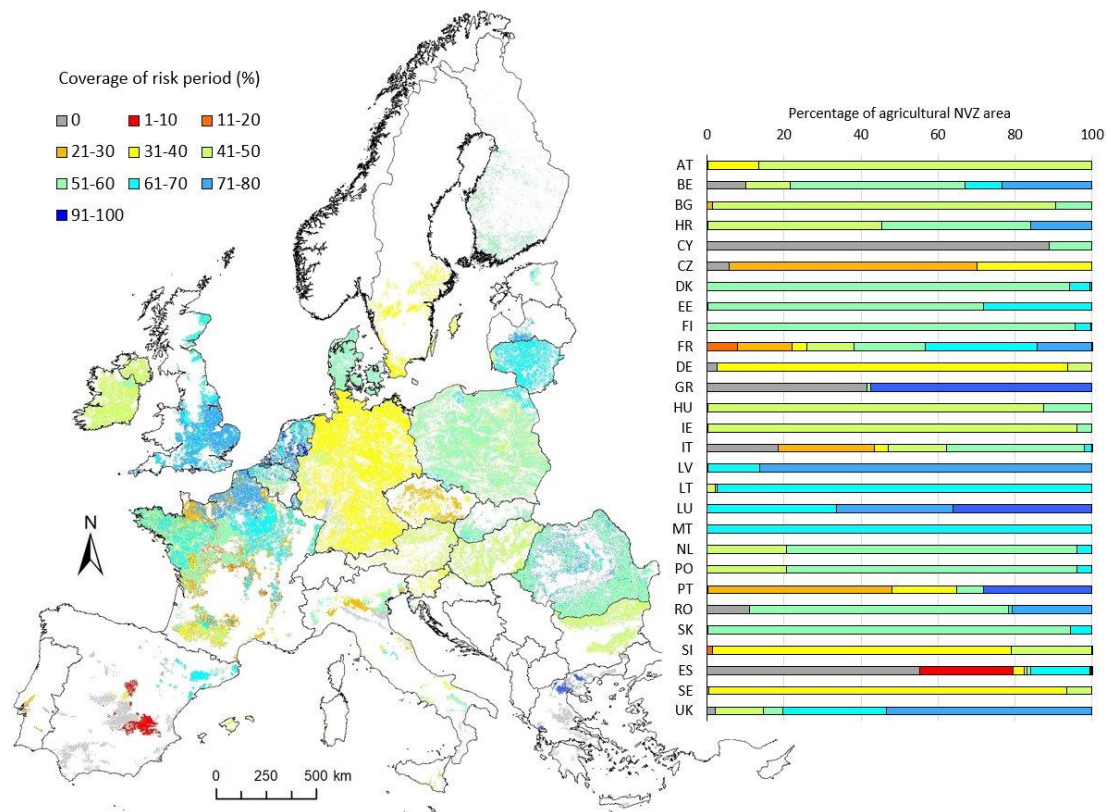 Coverage of risk period (%)
0 1-10 11-20
21-30 31-40 41-50
51-60 61-70 71-80
91-100
N
0 250 500 km
Percentage of agricultural NVZ area
0 20 40 60 80 100
AT
BE
BG
HR
CY
CZ
DK
EE
FI
FR
DE
GR
HU
IE
IT
LV
LT
LU
MT
NL
PO
PT
RO
SK
SI
ES
SE
UK